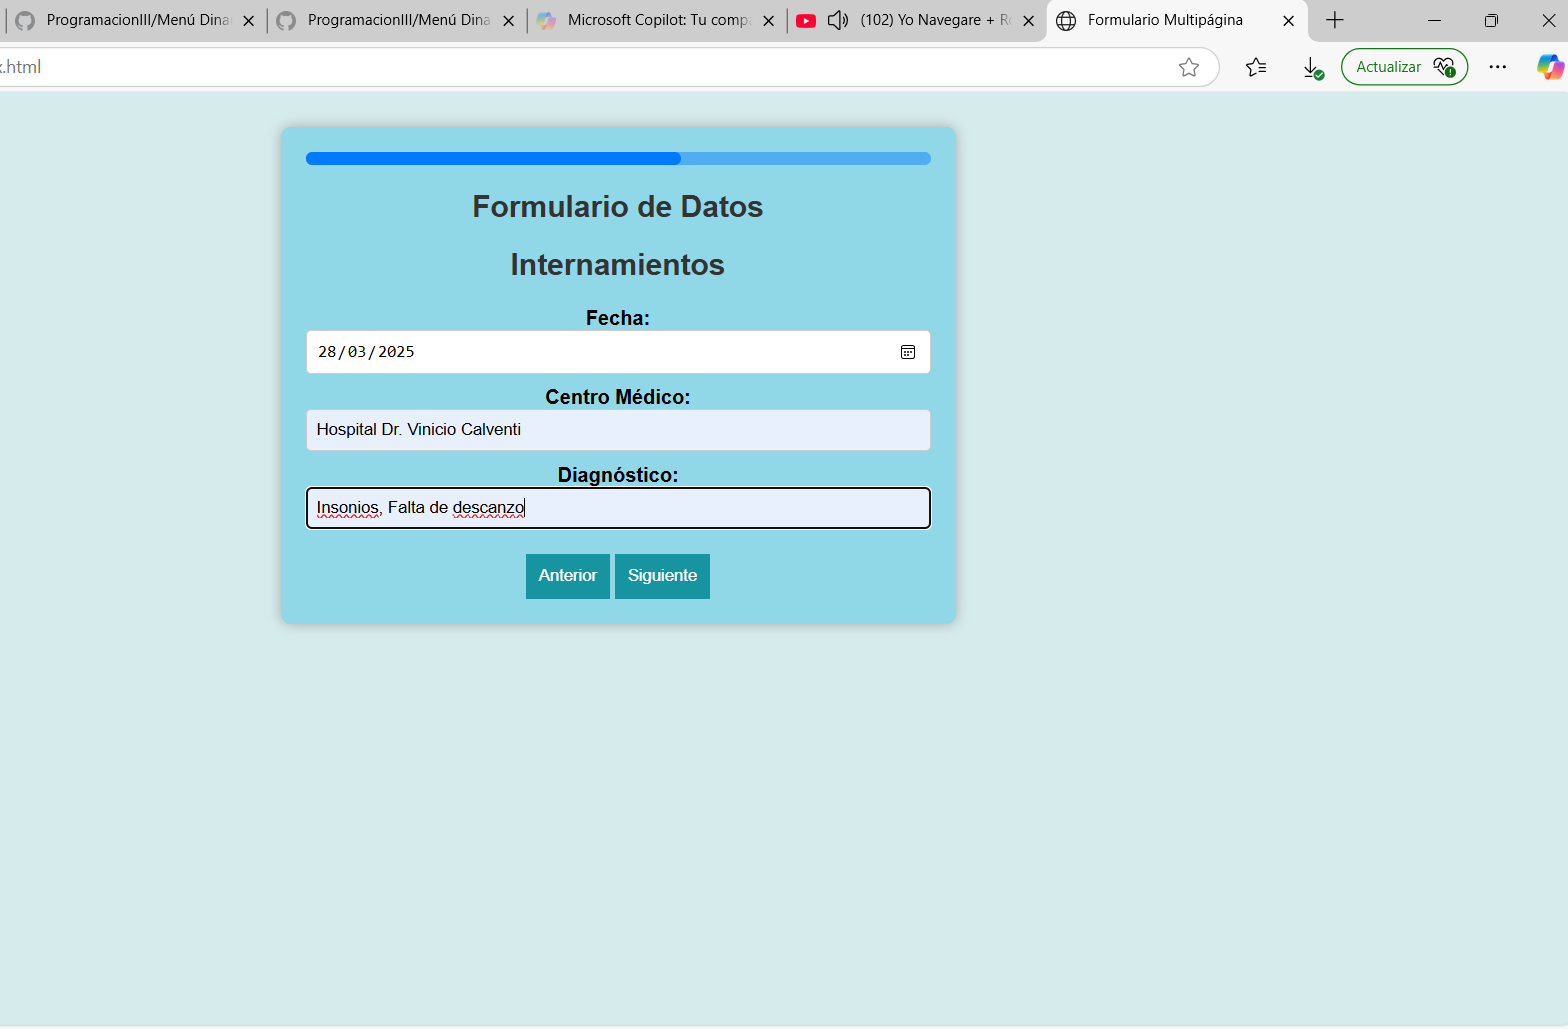 ProgramacionIII/Menú Dina
ProgramacionIII/Menú Dina
Microsoft Copilot: Tu comp
(102) Yo Navegare + R
Formulario Multipágina
.html
Actualizar
Formulario de Datos
Internamientos
Fecha:
28/03/2025
Centro Médico:
Hospital Dr. Vinicio Calventi
Diagnóstico:
Insonios, Falta de descanzo
Anterior
Siguiente